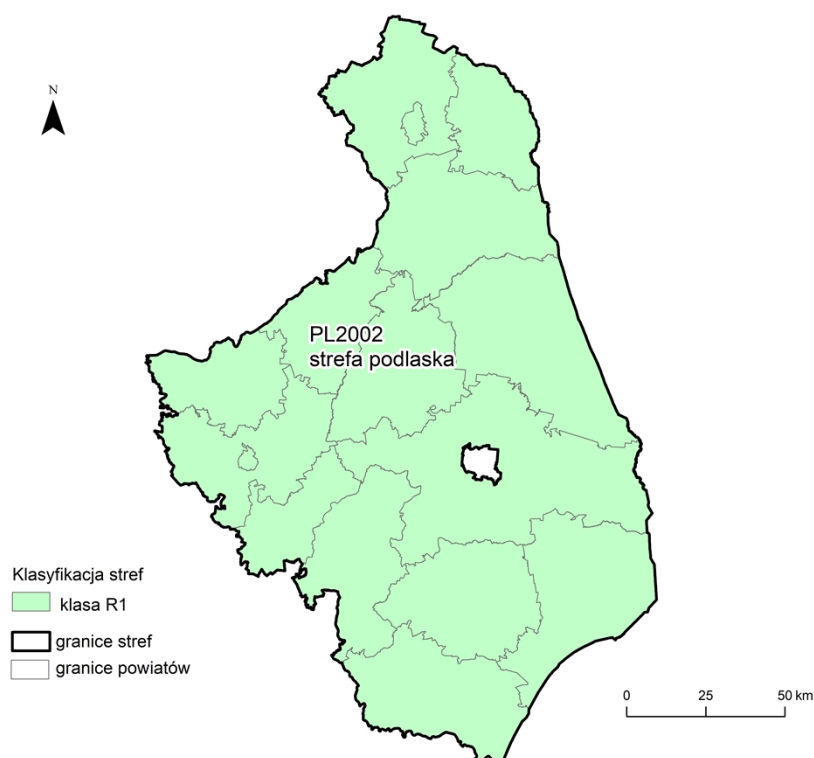 N
PL2002
strefa podlaska
Klasyfikacja stref
klasa R1
granice stref
granice powiatów
0 25 50 km